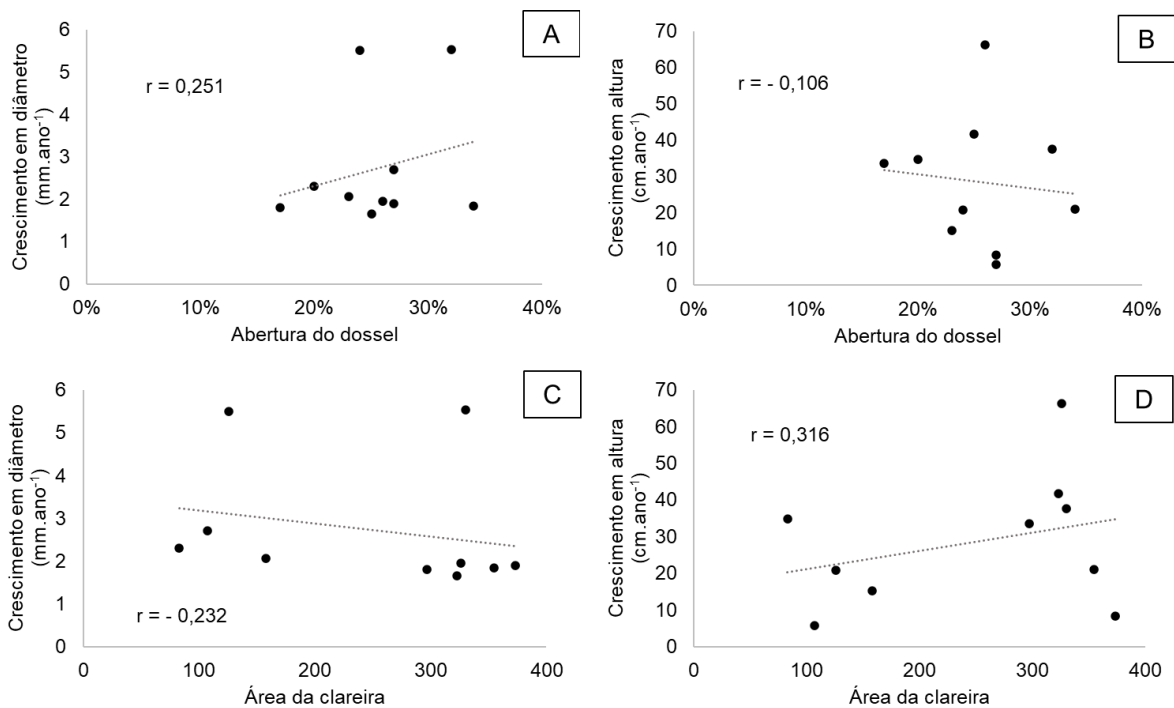 A
r = 0,251
Crescimento em diâmetro
(mm.ano⁻¹)
6
5
4
3
2
1
0
0% 10% 20% 30% 40%
Abertura do dossel
B
r = - 0,106
Crescimento em altura
(cm.ano⁻¹)
70
60
50
40
30
20
10
0
0% 10% 20% 30% 40%
Abertura do dossel
C
r = - 0,232
Crescimento em diâmetro
(mm.ano⁻¹)
6
5
4
3
2
1
0
0 100 200 300 400
Área da clareira
D
r = 0,316
Crescimento em altura
(cm.ano⁻¹)
70
60
50
40
30
20
10
0
0 100 200 300 400
Área da clareira